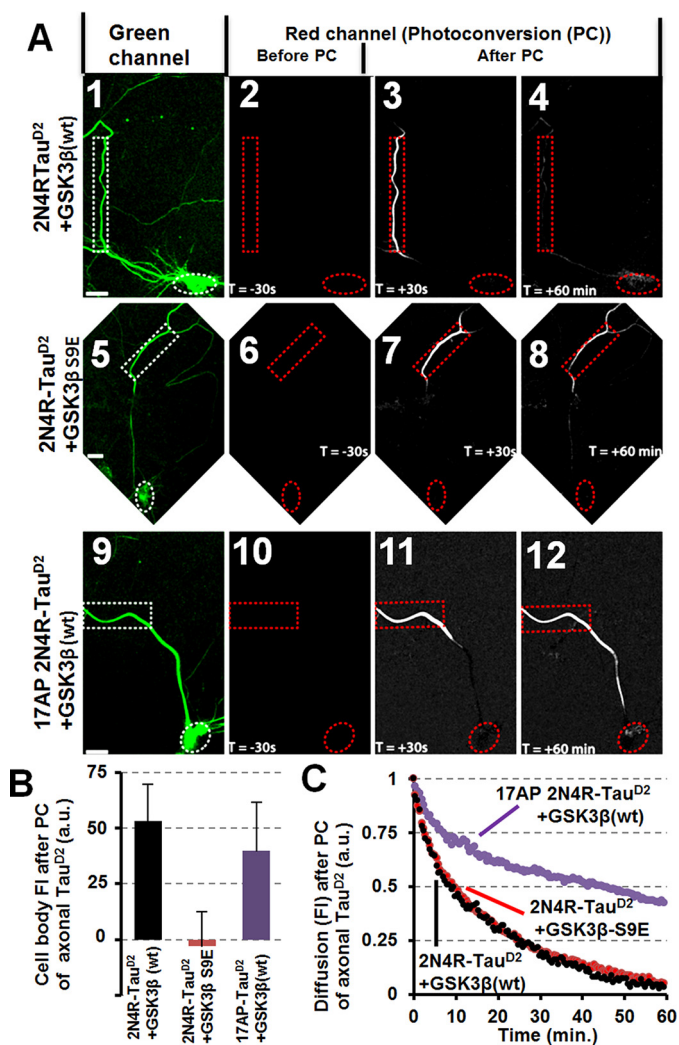 A
Green
channel
Red channel (Photoconversion (PC))
Before PC
After PC
2N4RTauD2
+GSK3β(wt)
1
2
T = -30s
3
T = +30s
4
T = +60 min
2N4R-TauD2
+GSK3β S9E
5
6
T = -30s
7
T = +30s
8
T = +60 min
17AP 2N4R-TauD2
+GSK3β(wt)
9
10
T = -30s
11
T = +30s
12
T = +60 min
B
Cell body FI after PC
of axonal TauD2 (a.u.)
75
50
25
0
2N4R-TauD2
+GSK3β (wt)
2N4R-TauD2
+GSK3β S9E
17AP-TauD2
+GSK3β(wt)
C
Diffusion (FI) after PC
of axonal TauD2 (a.u.)
1
0.75
0.5
0.25
0
17AP 2N4R-TauD2
+GSK3β(wt)
2N4R-TauD2
+GSK3β-S9E
2N4R-TauD2
+GSK3β(wt)
0 10 20 30 40 50 60
Time (min.)